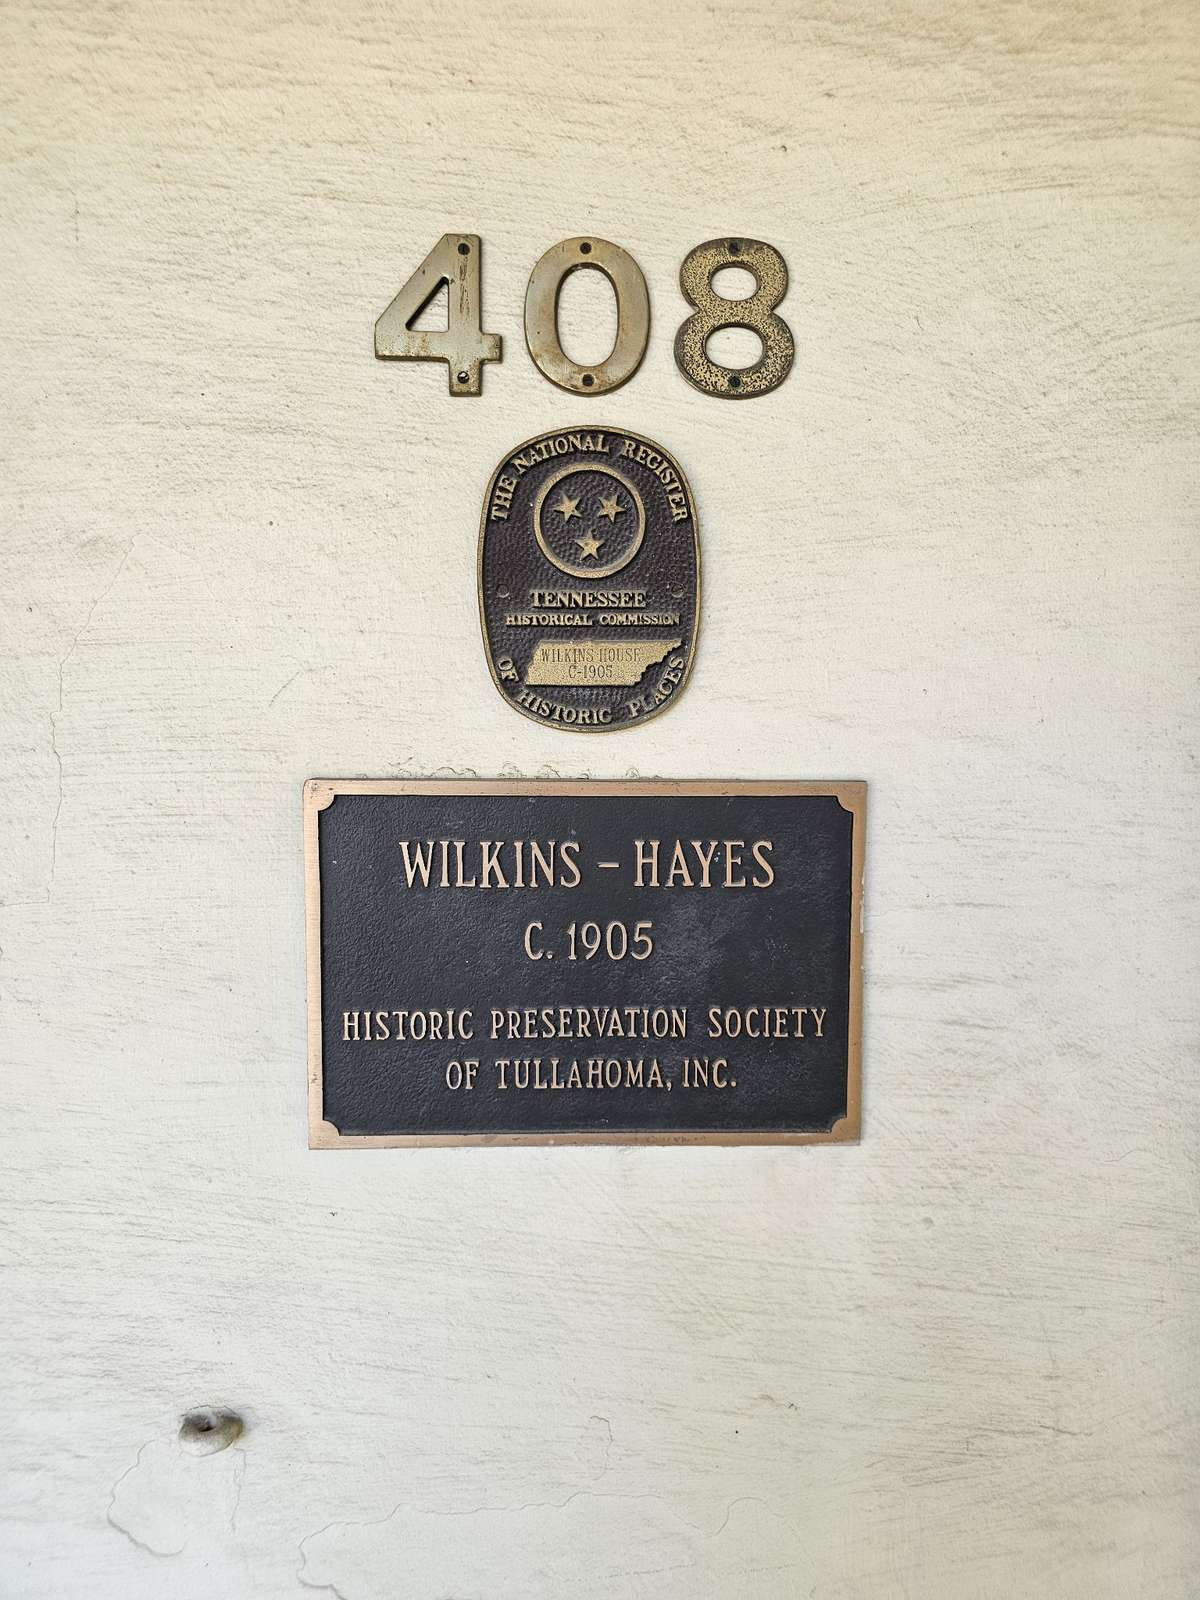 408
THE NATIONAL REGISTER
TENNESSEE
HISTORICAL COMMISSION
WILKINS HOUSE
C-1905
OF HISTORIC PLACES
WILKINS – HAYES
C. 1905
HISTORIC PRESERVATION SOCIETY
OF TULLAHOMA, INC.